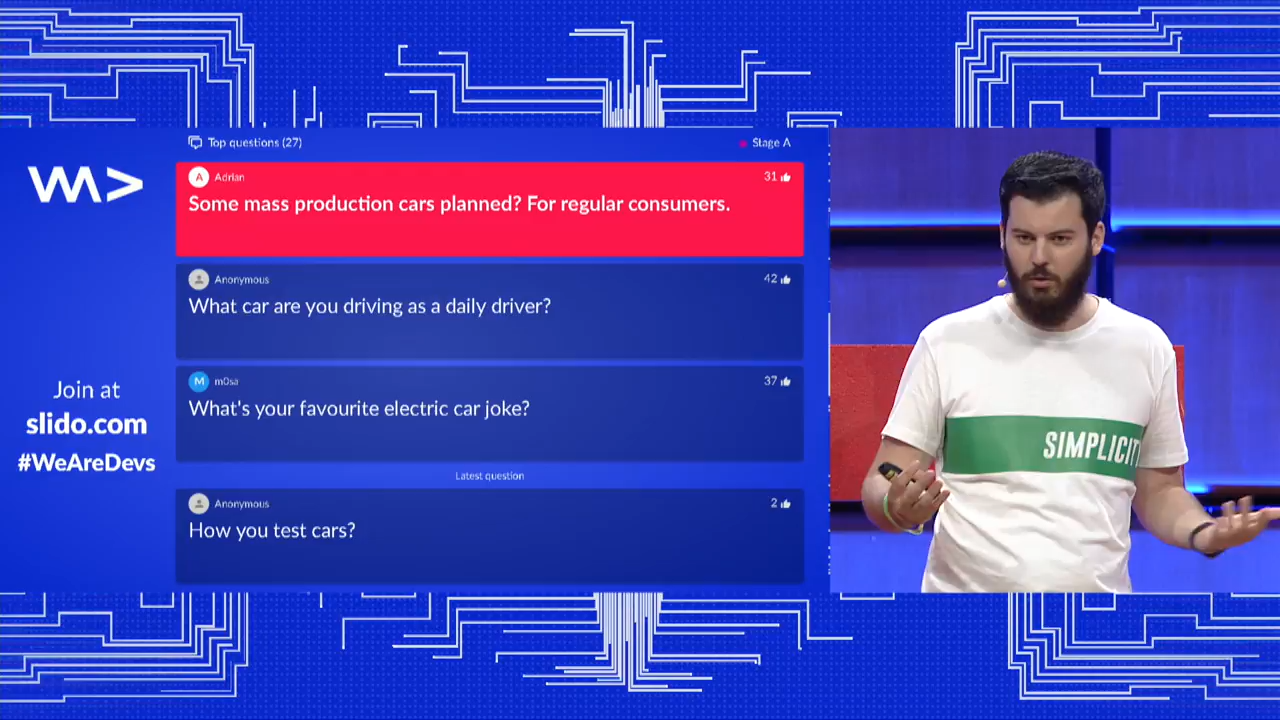 Top questions (27)
Stage A
A Adrian
31
Some mass production cars planned? For regular consumers.
Anonymous
42
What car are you driving as a daily driver?
M m0sa
37
What's your favourite electric car joke?
Latest question
Anonymous
2
How you test cars?
Join at
slido.com
#WeAreDevs
SIMPLICIT